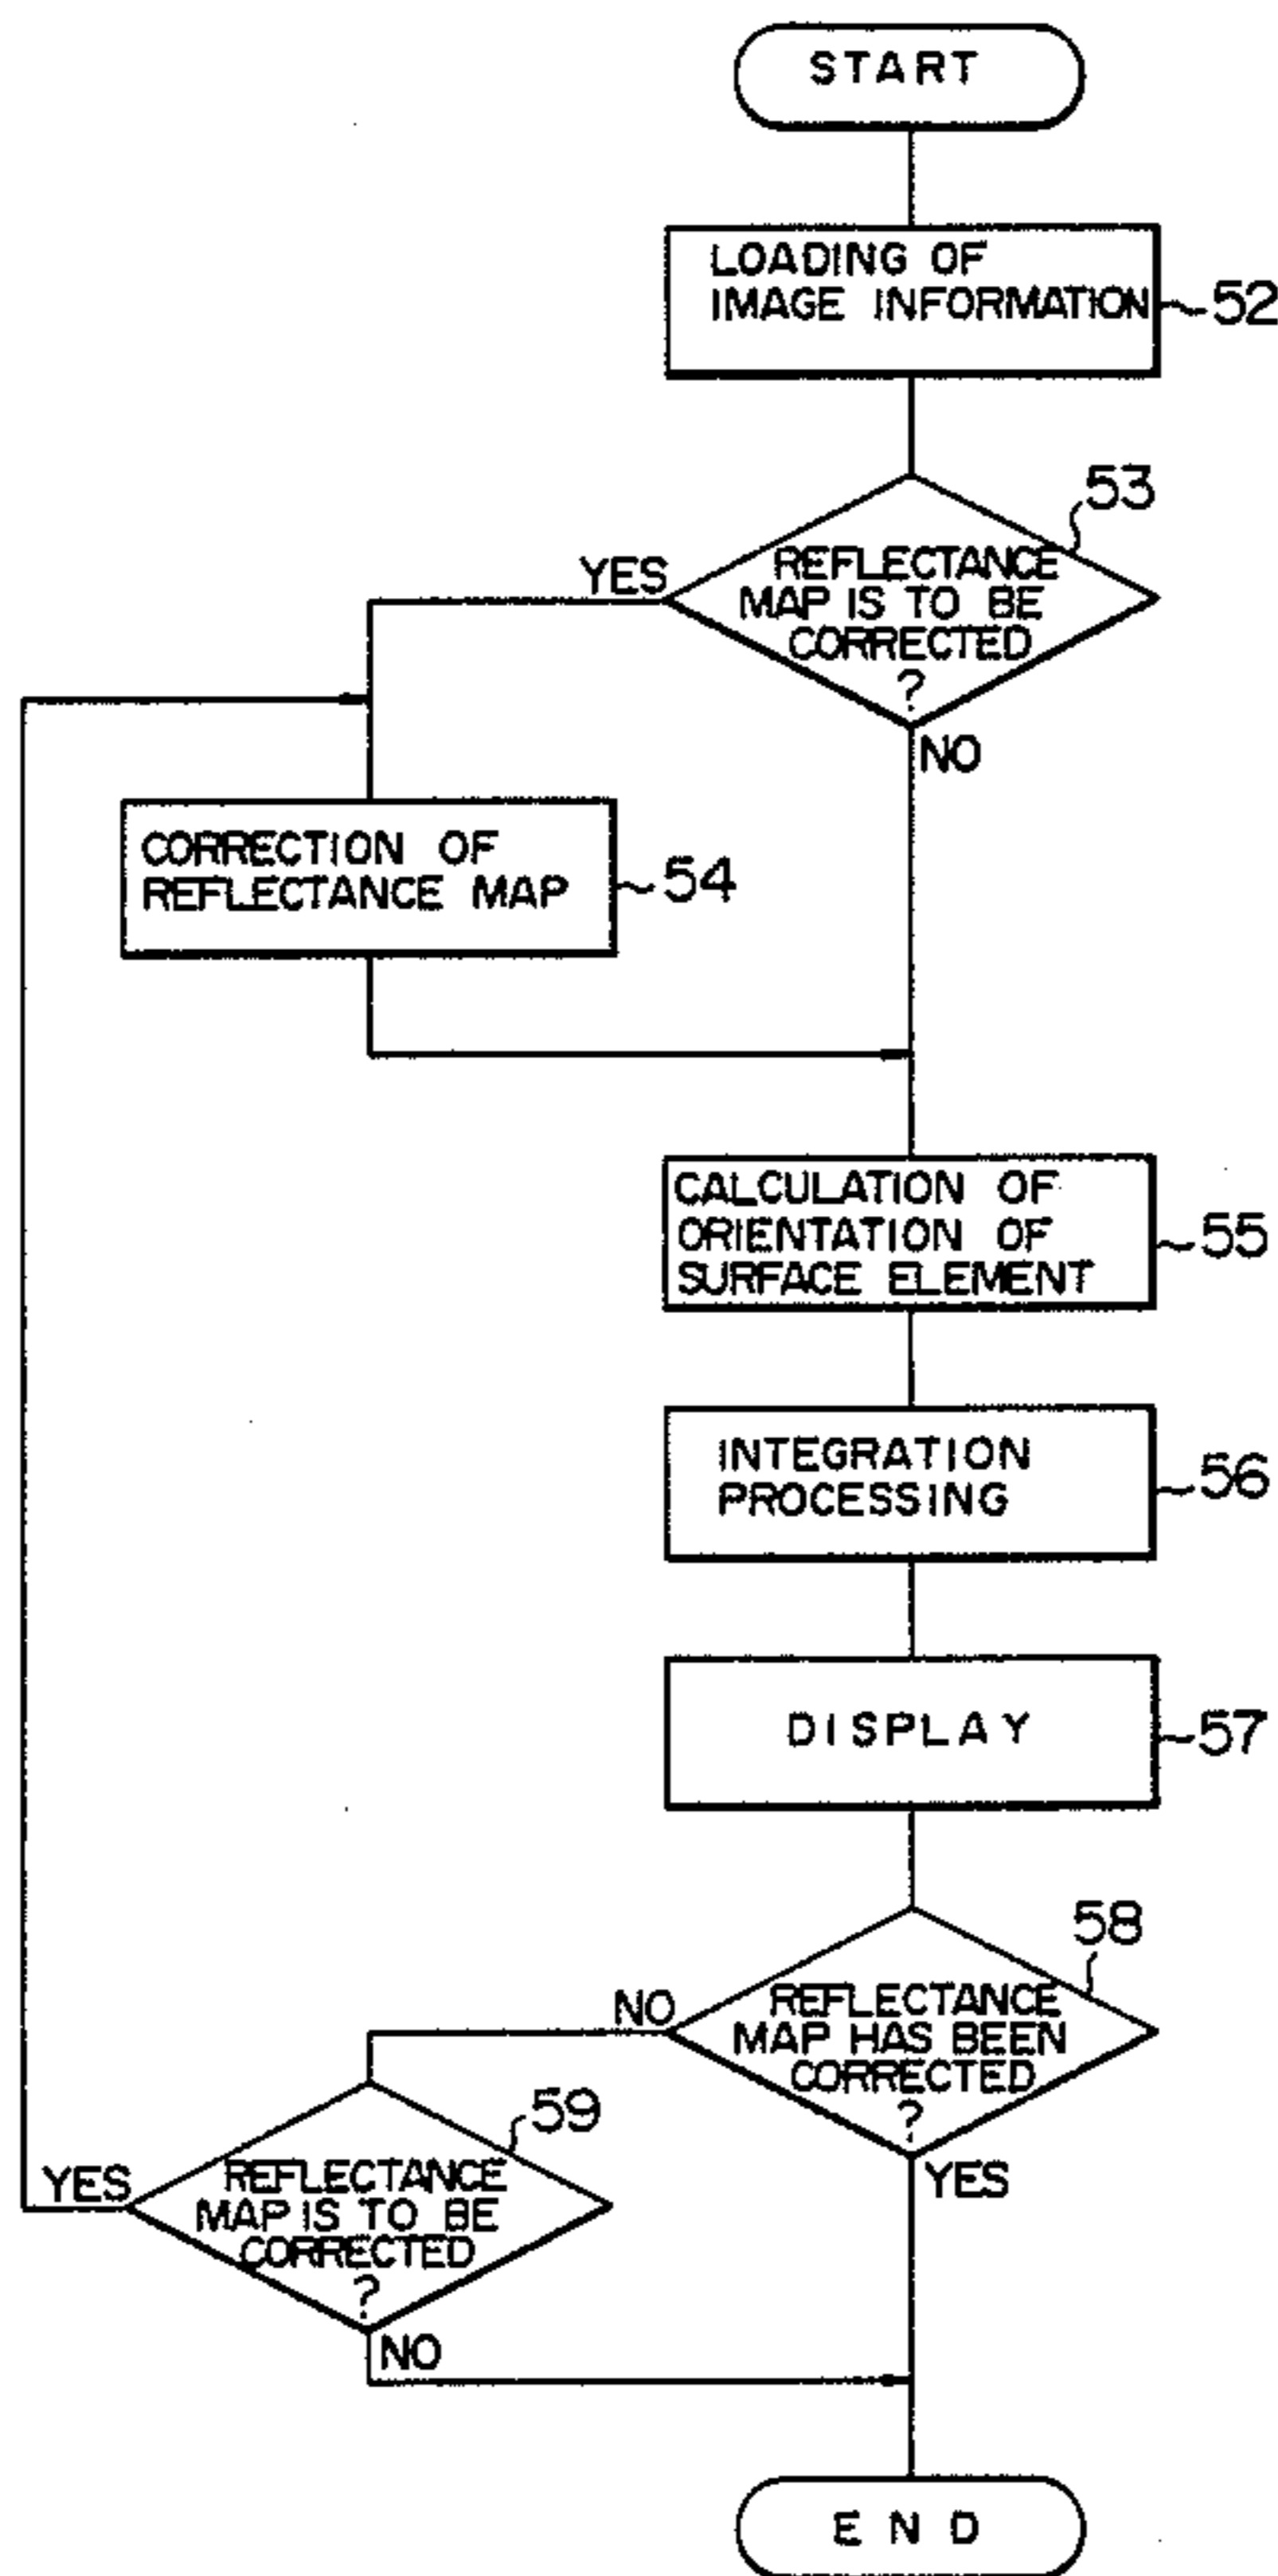 START
LOADING OF
IMAGE INFORMATION
52
53
YES
REFLECTANCE
MAP IS TO BE
CORRECTED
?
NO
CORRECTION OF
REFLECTANCE MAP
54
CALCULATION OF
ORIENTATION OF
SURFACE ELEMENT
55
INTEGRATION
PROCESSING
56
DISPLAY
57
58
NO
REFLECTANCE
MAP HAS BEEN
CORRECTED
?
YES
59
YES
REFLECTANCE
MAP IS TO BE
CORRECTED
?
NO
END